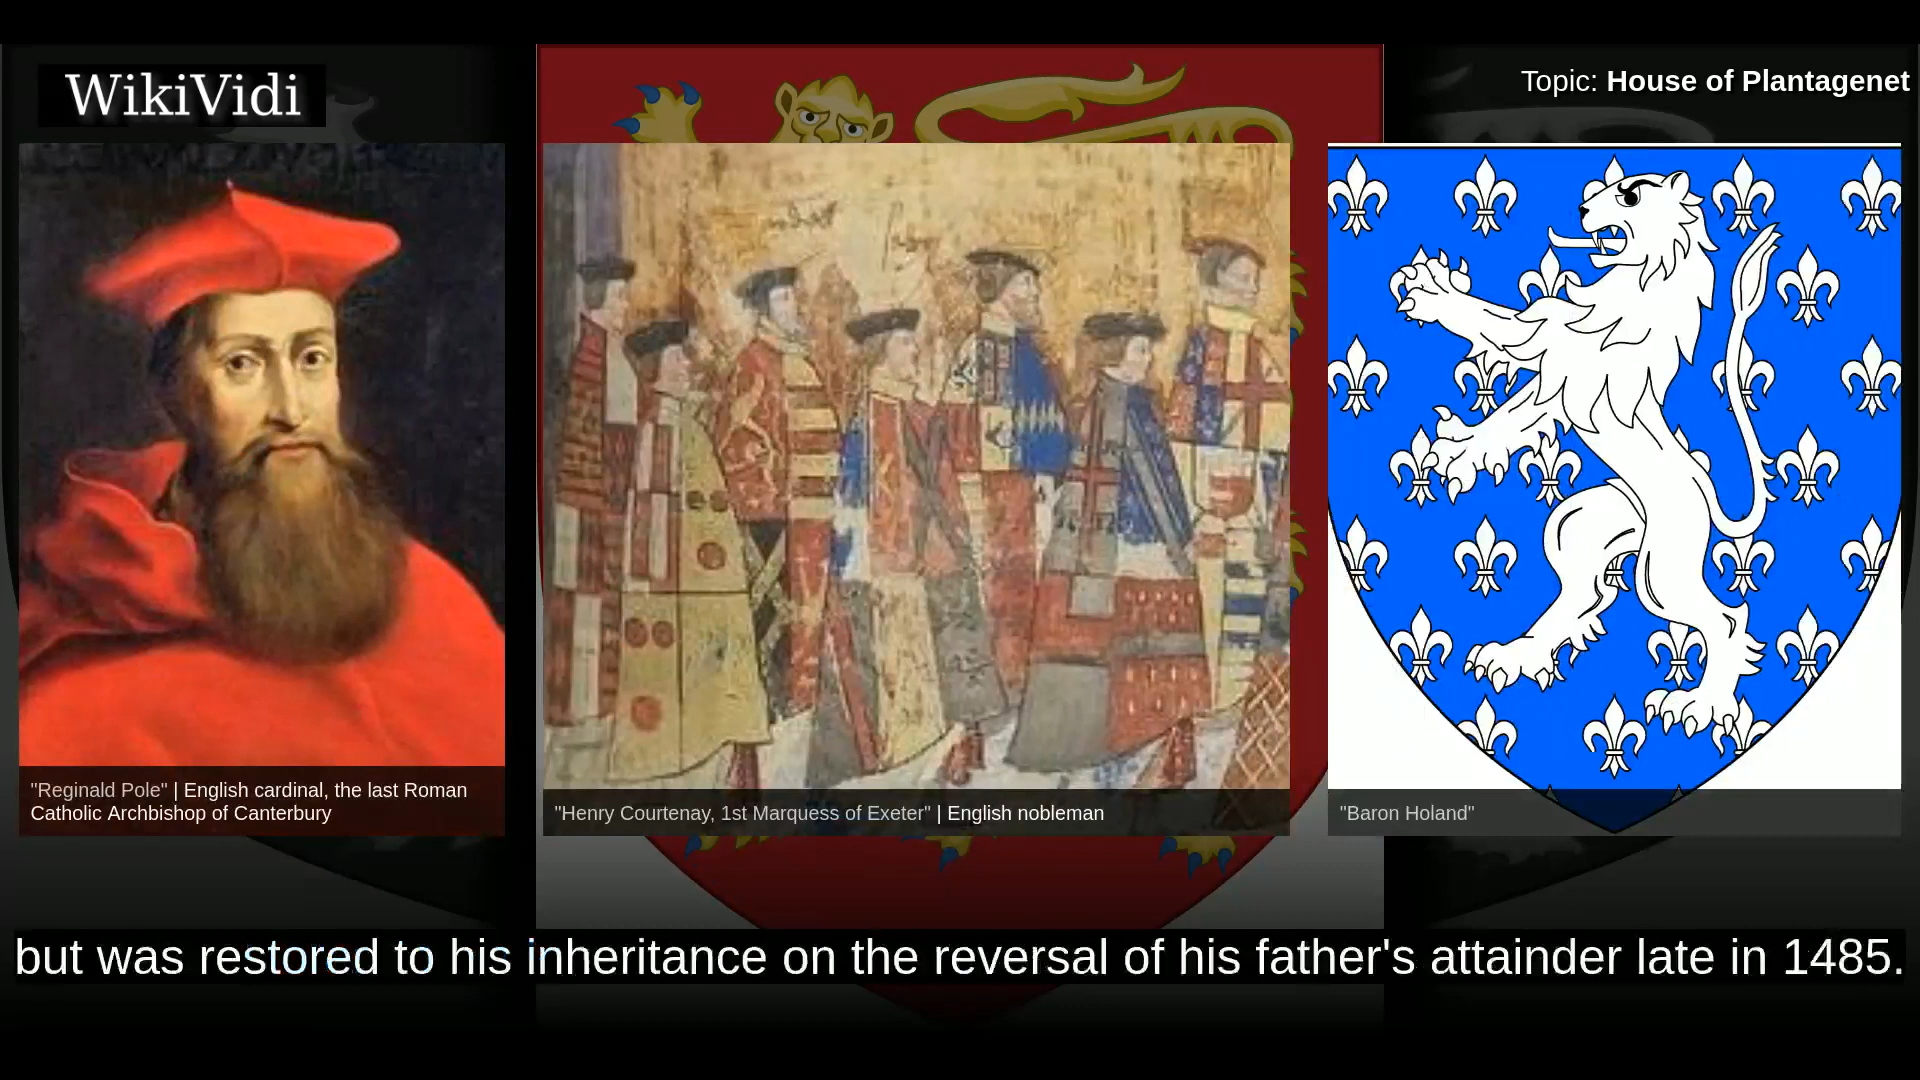 WikiVidi
Topic: House of Plantagenet
"Reginald Pole" | English cardinal, the last Roman
Catholic Archbishop of Canterbury
"Henry Courtenay, 1st Marquess of Exeter" | English nobleman
"Baron Holand"
but was restored to his inheritance on the reversal of his father's attainder late in 1485.